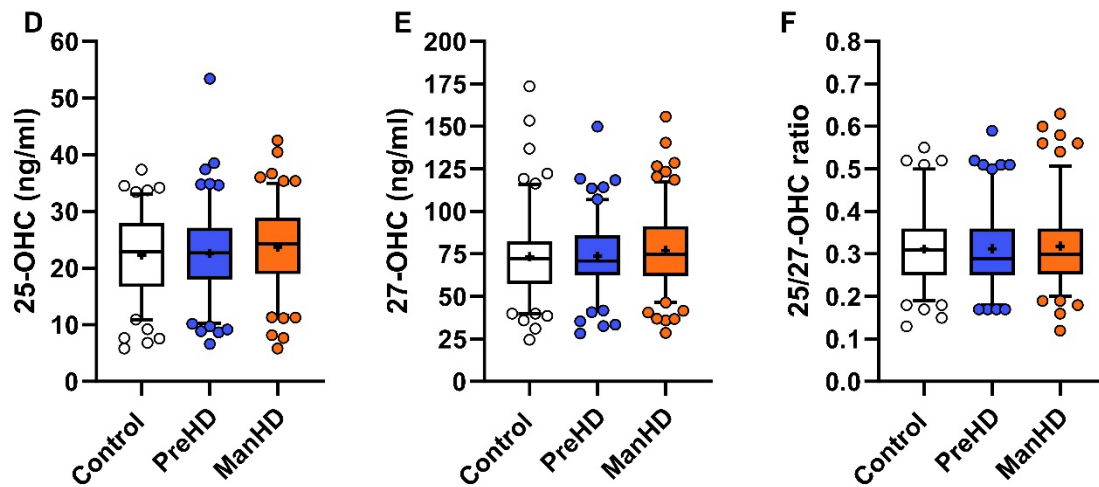 D
25-OHC (ng/ml)
60
50
40
30
20
10
0
Control
PreHD
ManHD
E
27-OHC (ng/ml)
200
175
150
125
100
75
50
25
0
Control
PreHD
ManHD
F
25/27-OHC ratio
0.8
0.7
0.6
0.5
0.4
0.3
0.2
0.1
0.0
Control
PreHD
ManHD